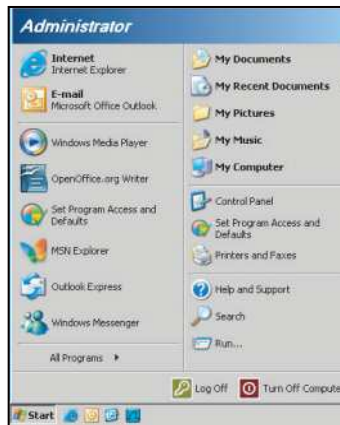 Administrator
Internet
Internet Explorer
E-mail
Microsoft Office Outlook
Windows Media Player
OpenOffice.org Writer
Set Program Access and
Defaults
MSN Explorer
Outlook Express
Windows Messenger
All Programs
My Documents
My Recent Documents
My Pictures
My Music
My Computer
Control Panel
Set Program Access and
Defaults
Printers and Faxes
Help and Support
Search
Run...
Log Off
Turn Off Compute
Start